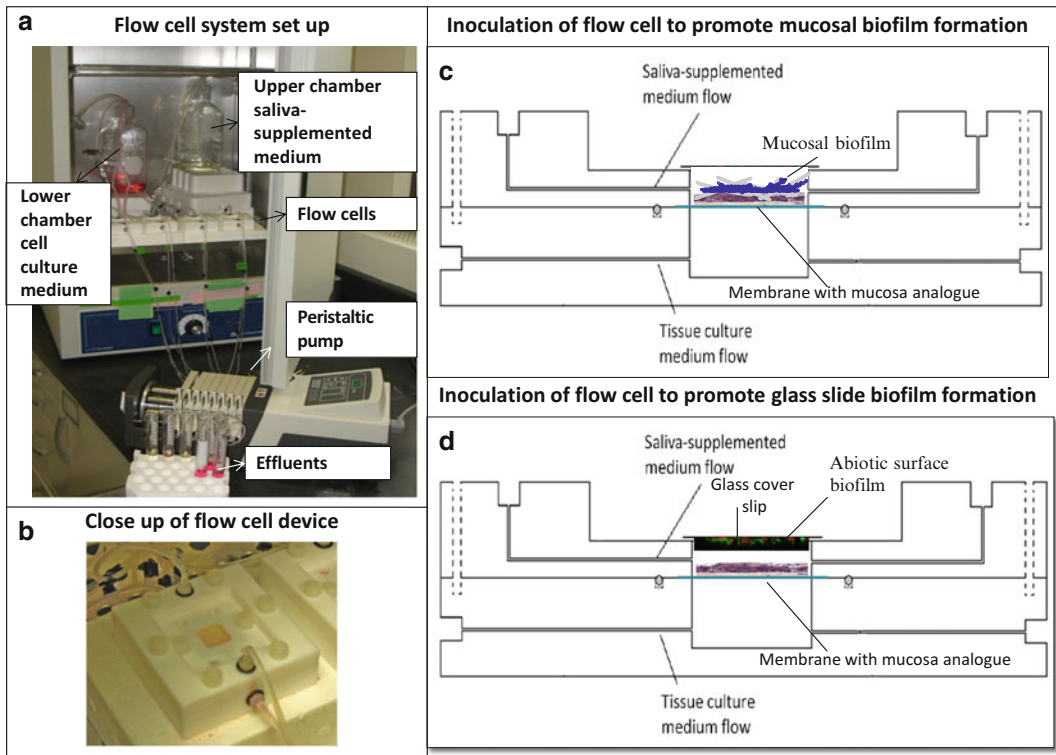 a
Flow cell system set up
Upper chamber
saliva-
supplemented
medium
Lower
chamber
cell
culture
medium
Flow cells
Peristaltic
pump
Effluents
b
Close up of flow cell device
Inoculation of flow cell to promote mucosal biofilm formation
c
Saliva-supplemented
medium flow
Mucosal biofilm
Membrane with mucosa analogue
Tissue culture
medium flow
Inoculation of flow cell to promote glass slide biofilm formation
d
Saliva-supplemented
medium flow
Glass cover
slip
Abiotic surface
biofilm
Membrane with mucosa analogue
Tissue culture
medium flow